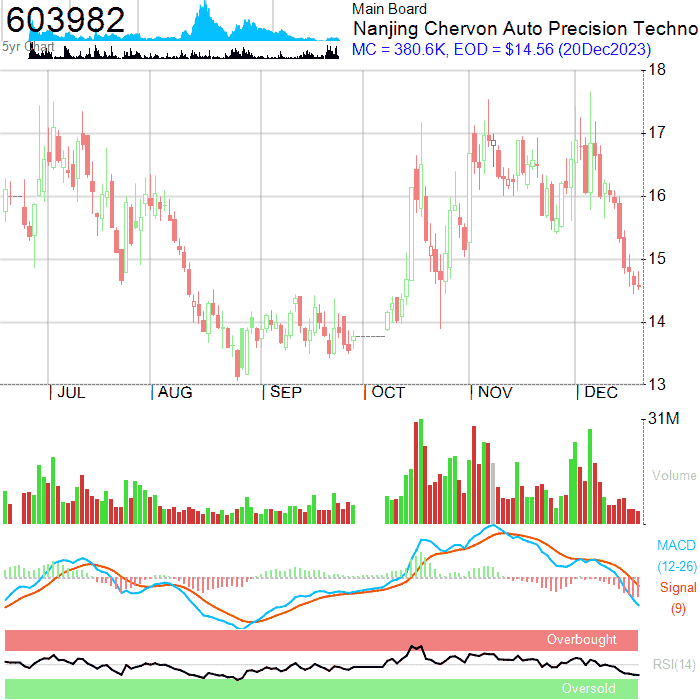 603982
5yr Chart
Main Board
Nanjing Chervon Auto Precision Techno
MC = 380.6K, EOD = $14.56 (20Dec2023)
18
17
16
15
14
13
JUL AUG SEP OCT NOV DEC
31M
Volume
MACD
(12-26)
Signal
(9)
Overbought
RSI(14)
Oversold